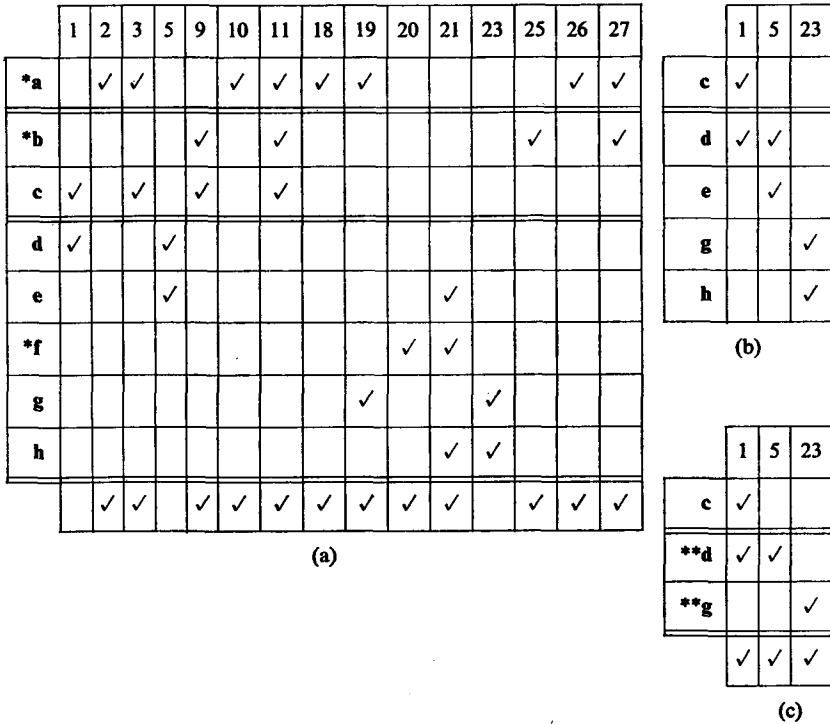 1 2 3 5 9 10 11 18 19 20 21 23 25 26 27
*a ✓ ✓ ✓ ✓ ✓ ✓ ✓ ✓
*b ✓ ✓ ✓ ✓
c ✓ ✓ ✓ ✓
d ✓ ✓
e ✓ ✓
*f ✓ ✓
g ✓ ✓
h ✓ ✓
✓ ✓ ✓ ✓ ✓ ✓ ✓ ✓ ✓ ✓ ✓ ✓
(a)
1 5 23
c ✓
d ✓ ✓
e ✓
g ✓
h ✓
(b)
1 5 23
c ✓
**d ✓ ✓
**g ✓
✓ ✓ ✓
(c)